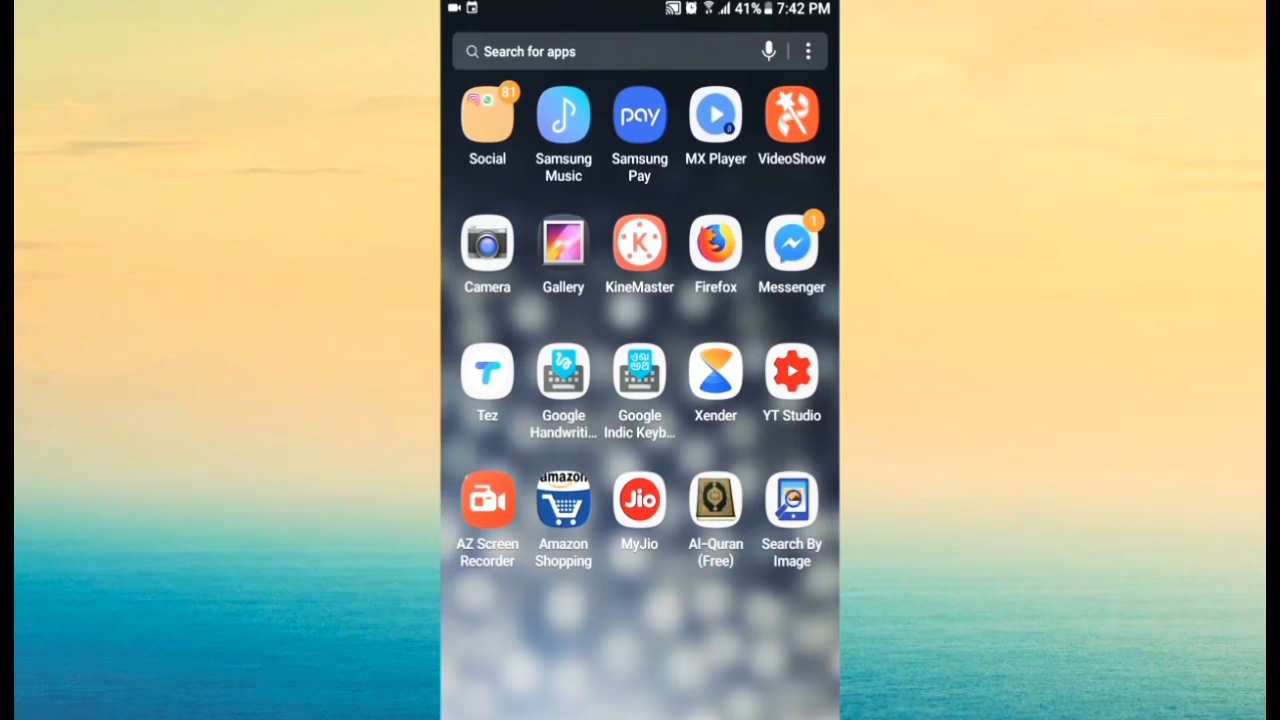 41% 7:42 PM
Search for apps
81
pay
Social
Samsung Music
Samsung Pay
MX Player
VideoShow
K
1
Camera
Gallery
KineMaster
Firefox
Messenger
Tez
Google Handwriti...
Google Indic Keyb...
Xender
YT Studio
amazon
Jio
AZ Screen Recorder
Amazon Shopping
MyJio
Al-Quran (Free)
Search By Image